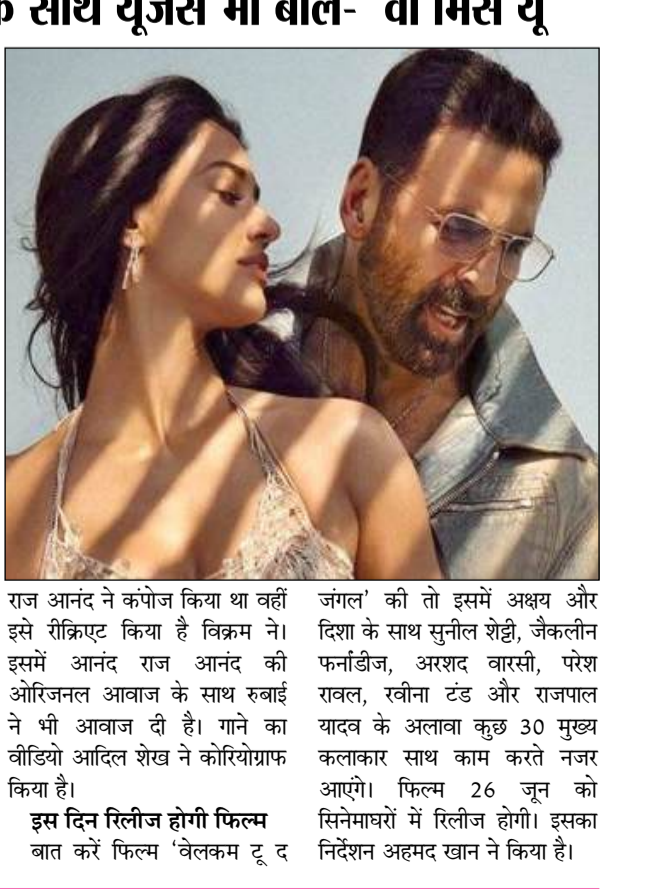 साथ यूजर्स भी बोले- 'वी मिस यू
राज आनंद ने कंपोज किया था वहीं
इसे रीक्रिएट किया है विक्रम ने।
इसमें आनंद राज आनंद की
ओरिजनल आवाज के साथ रुबाई
ने भी आवाज दी है। गाने का
वीडियो आदिल शेख ने कोरियोग्राफ
किया है।
इस दिन रिलीज होगी फिल्म
बात करें फिल्म 'वेलकम टू द
जंगल' की तो इसमें अक्षय और
दिशा के साथ सुनील शेट्टी, जैकलीन
फर्नांडीज, अरशद वारसी, परेश
रावल, रवीना टंड और राजपाल
यादव के अलावा कुछ 30 मुख्य
कलाकार साथ काम करते नजर
आएंगे। फिल्म 26 जून को
सिनेमाघरों में रिलीज होगी। इसका
निर्देशन अहमद खान ने किया है।